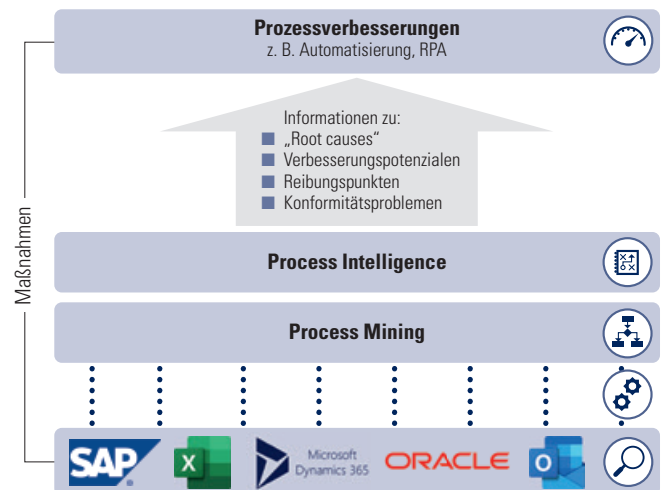 Prozessverbesserungen
z. B. Automatisierung, RPA
Informationen zu:
„Root causes“
Verbesserungspotenzialen
Reibungspunkten
Konformitätsproblemen
Maßnahmen
Process Intelligence
Process Mining
SAP
X
Microsoft
Dynamics 365
ORACLE
O